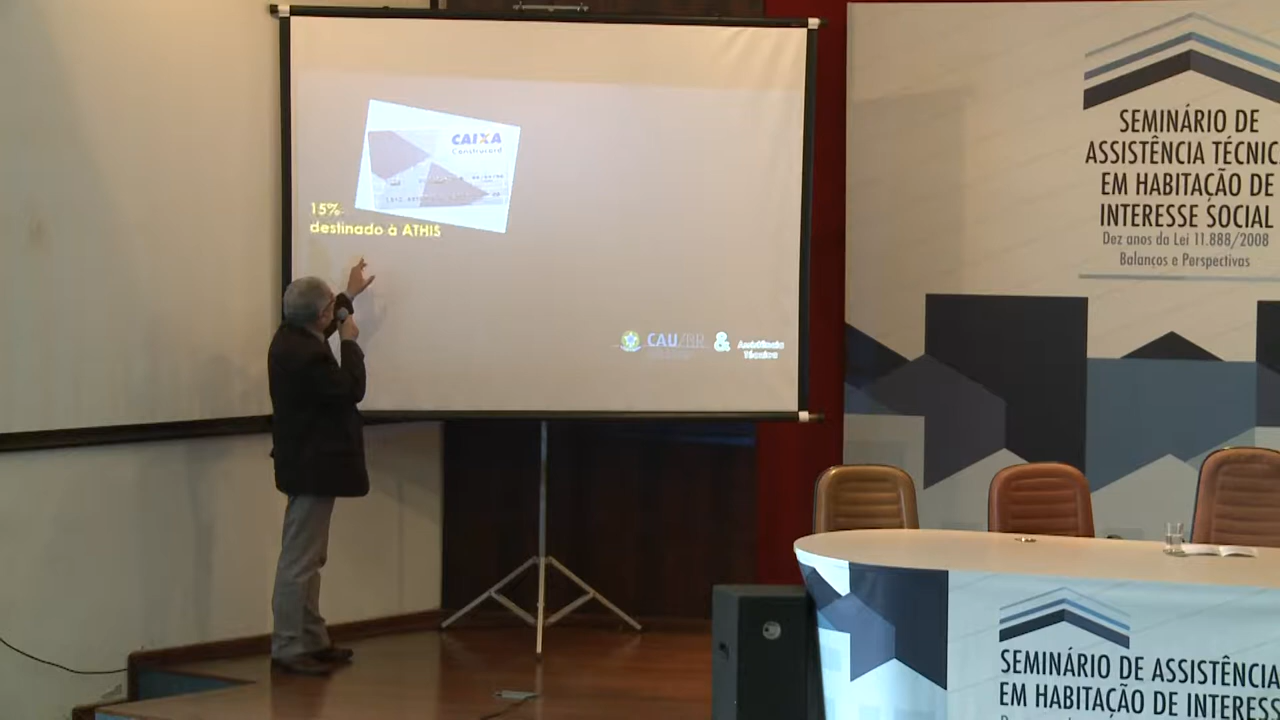 CAIXA
Construcard
15%
destinado à ATHIS
CAU/BR & Assistência
Técnica
SEMINÁRIO DE
ASSISTÊNCIA TÉCNIC
EM HABITAÇÃO DE
INTERESSE SOCIAL
Dez anos da Lei 11.888/2008
Balanços e Perspectivas
SEMINÁRIO DE ASSISTÊNCIA
EM HABITAÇÃO DE INTERESS